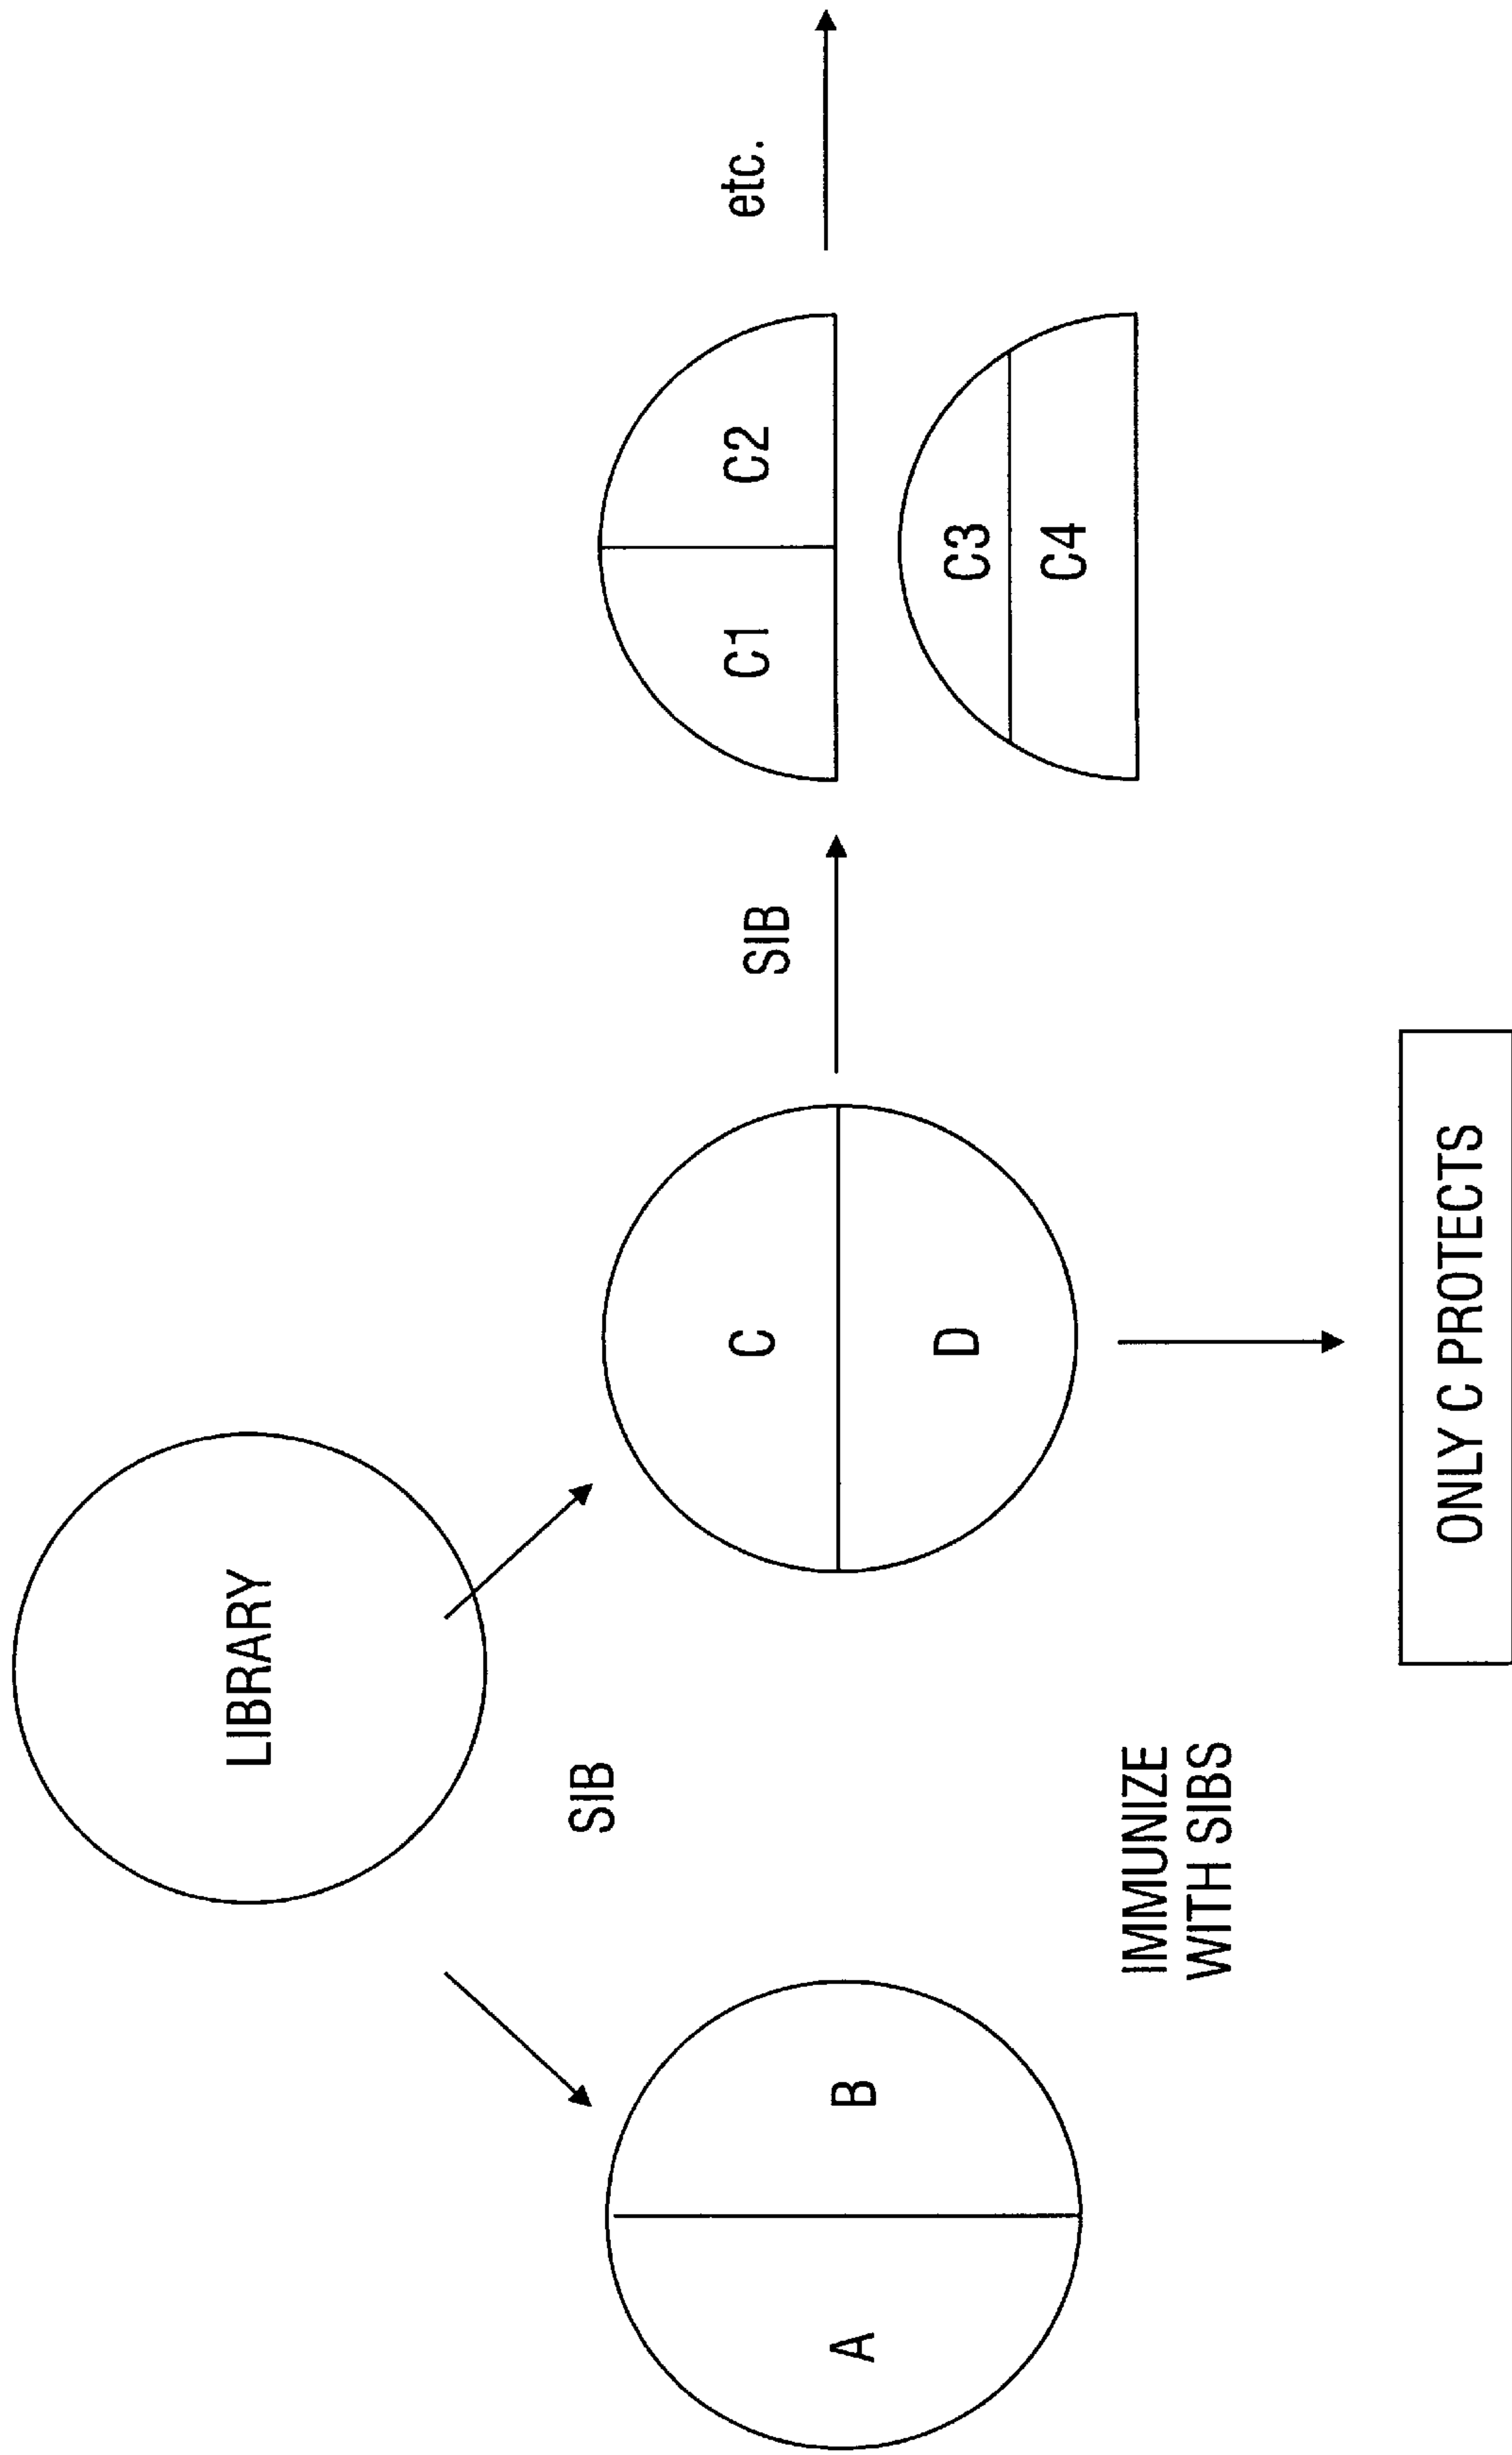 LIBRARY
SIB
A
B
C
D
SIB
C1
C2
C3
C4
etc.
IMMUNIZE
WITH SIBS
ONLY C PROTECTS